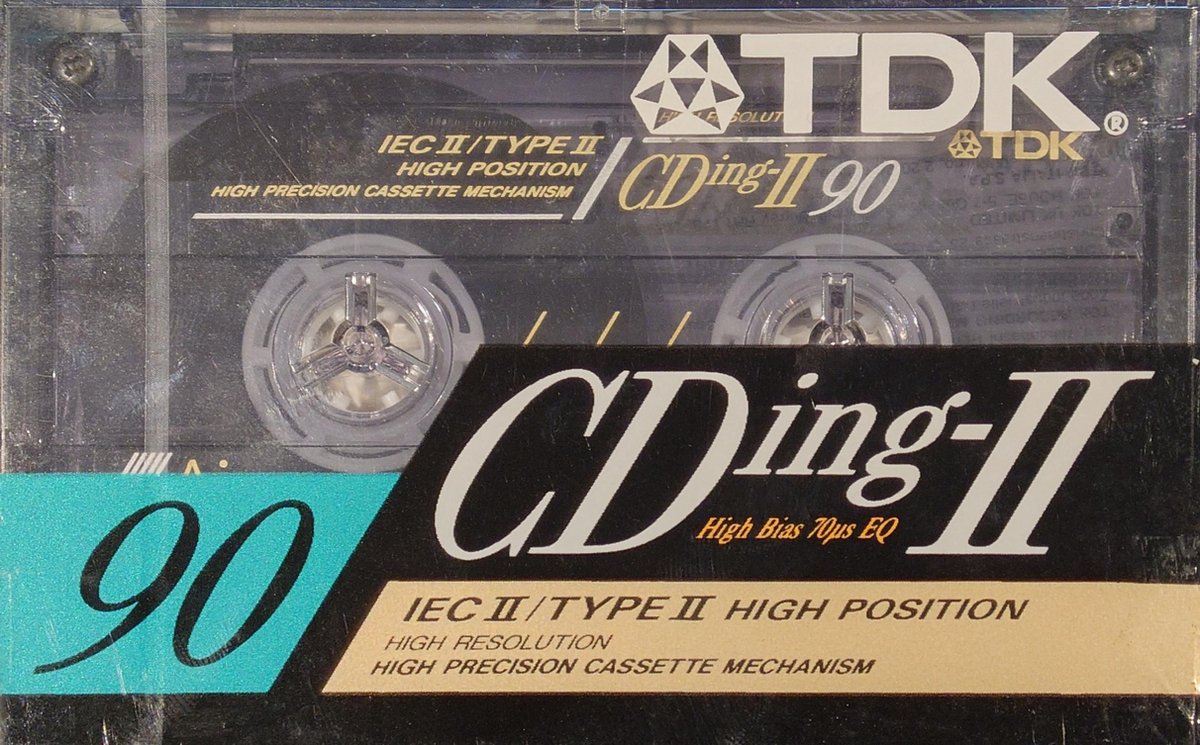 TDK®
IEC II/TYPE II
HIGH POSITION
HIGH PRECISION CASSETTE MECHANISM
CDing-II 90
TDK
CDing-II
High Bias 70µs EQ
90
IEC II/TYPE II HIGH POSITION
HIGH RESOLUTION
HIGH PRECISION CASSETTE MECHANISM